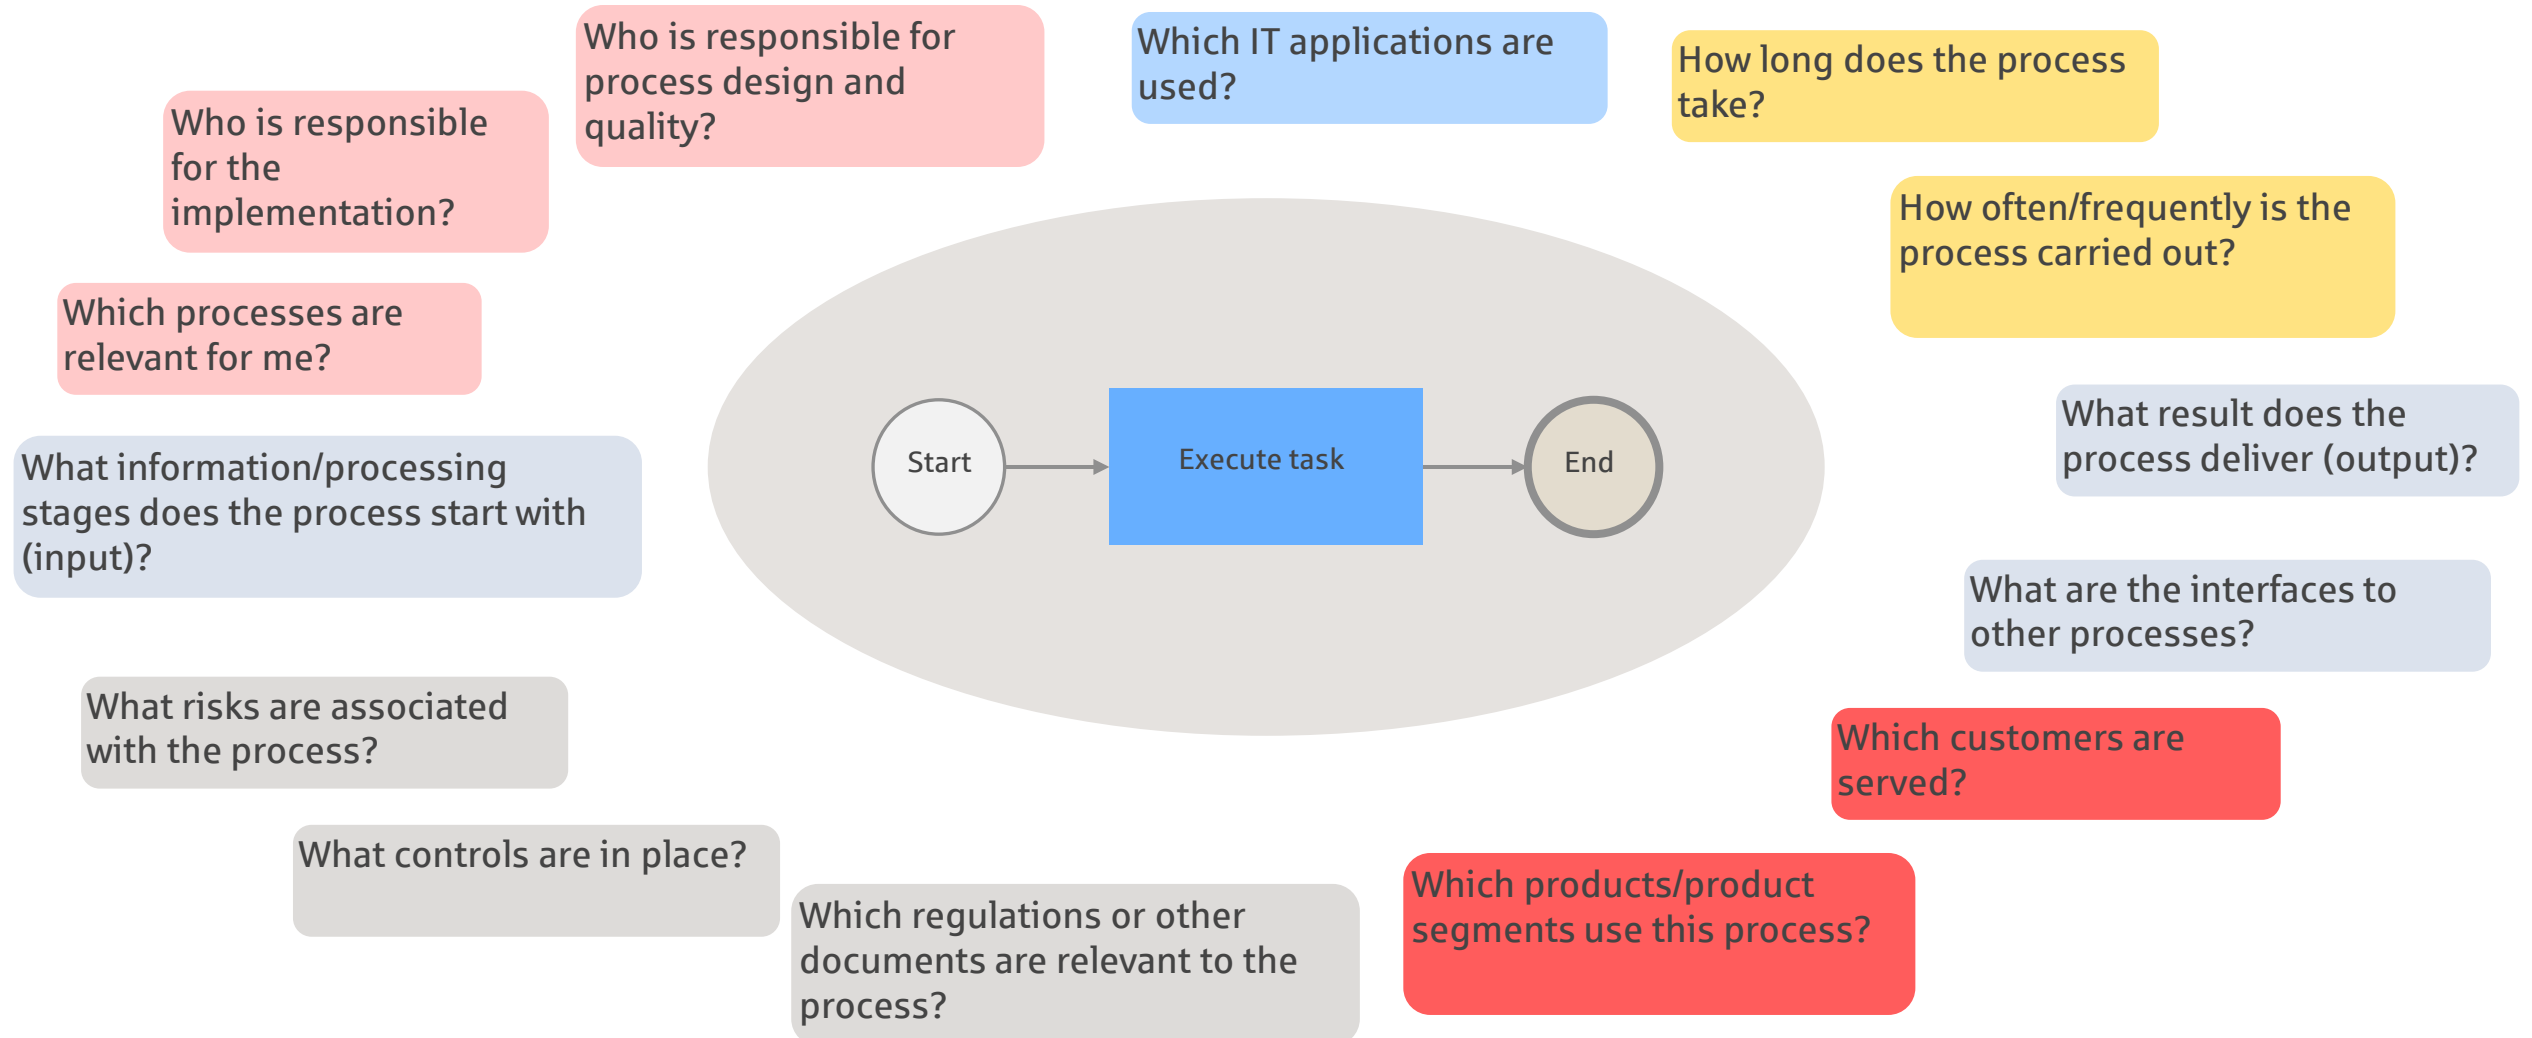 Who is responsible for
process design and
quality?
Which IT applications are
used?
How long does the process
take?
Who is responsible
for the
implementation?
How often/frequently is the
process carried out?
Which processes are
relevant for me?
What result does the
process deliver (output)?
What information/processing
stages does the process start with
(input)?
Start
Execute task
End
What are the interfaces to
other processes?
What risks are associated
with the process?
Which customers are
served?
What controls are in place?
Which products/product
segments use this process?
Which regulations or other
documents are relevant to the
process?